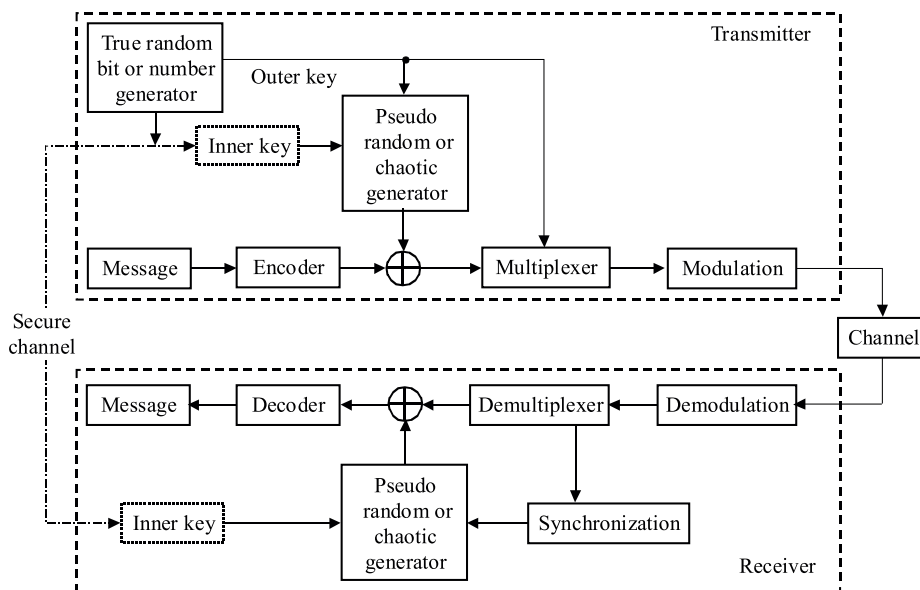 Transmitter
True random
bit or number
generator
Outer key
Pseudo
random or
chaotic
generator
Inner key
Message
Encoder
Multiplexer
Modulation
Secure
channel
Channel
Message
Decoder
Demultiplexer
Demodulation
Pseudo
random or
chaotic
generator
Inner key
Synchronization
Receiver